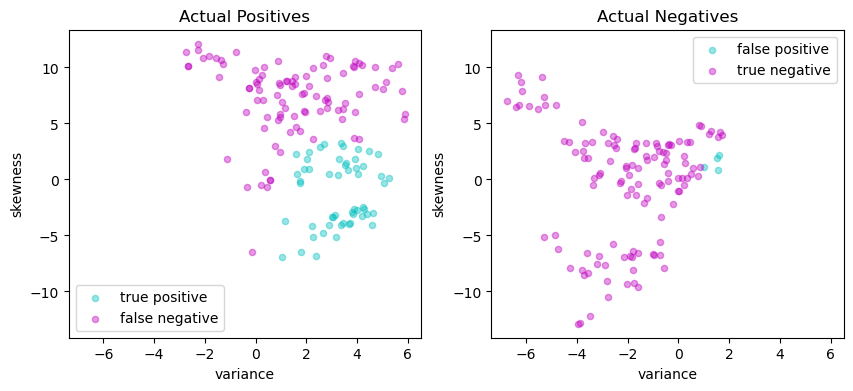 Actual Positives
skewness
10
5
0
−5
−10
true positive
false negative
−6 −4 −2 0 2 4 6
variance
Actual Negatives
skewness
10
5
0
−5
−10
false positive
true negative
−6 −4 −2 0 2 4 6
variance